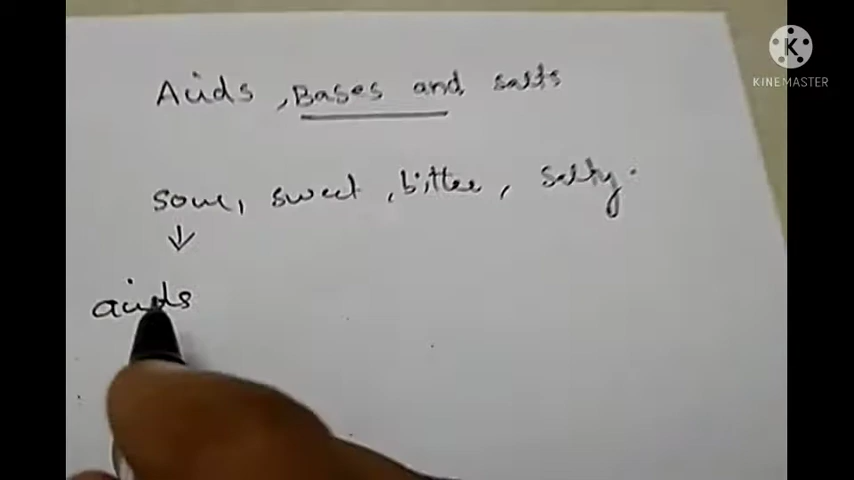 Acids, Bases and salts
sour, sweet, bitter, salty.
acids
KINEMASTER